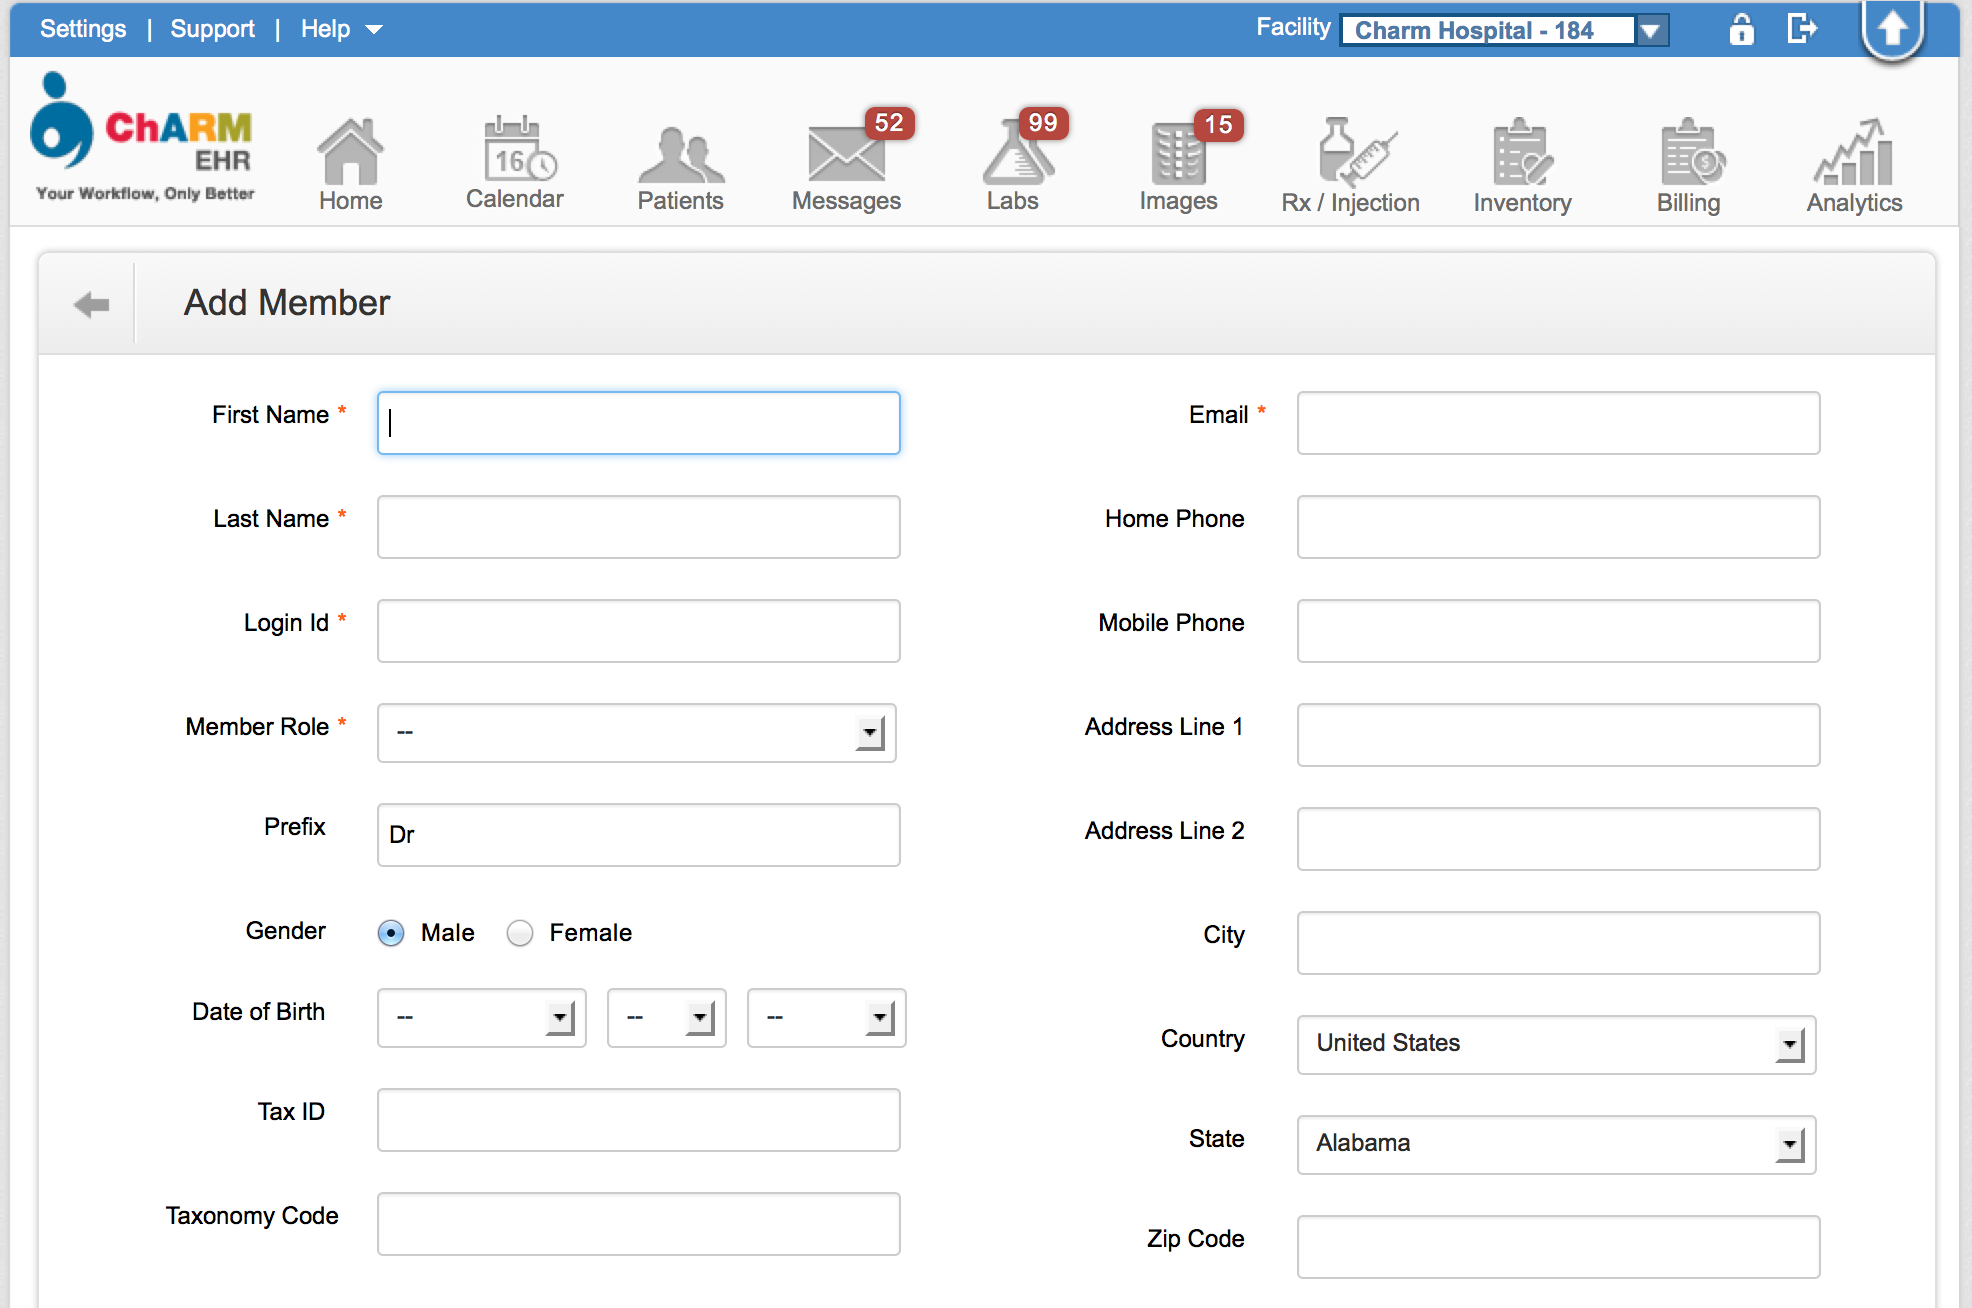 Settings | Support | Help
Facility Charm Hospital - 184
ChARM
EHR
Your Workflow, Only Better
Home
16
Calendar
Patients
52
Messages
99
Labs
15
Images
Rx / Injection
Inventory
$
Billing
Analytics
Add Member
First Name *
Last Name *
Login Id *
Member Role * --
Prefix Dr
Gender Male Female
Date of Birth -- -- --
Tax ID
Taxonomy Code
Email *
Home Phone
Mobile Phone
Address Line 1
Address Line 2
City
Country United States
State Alabama
Zip Code